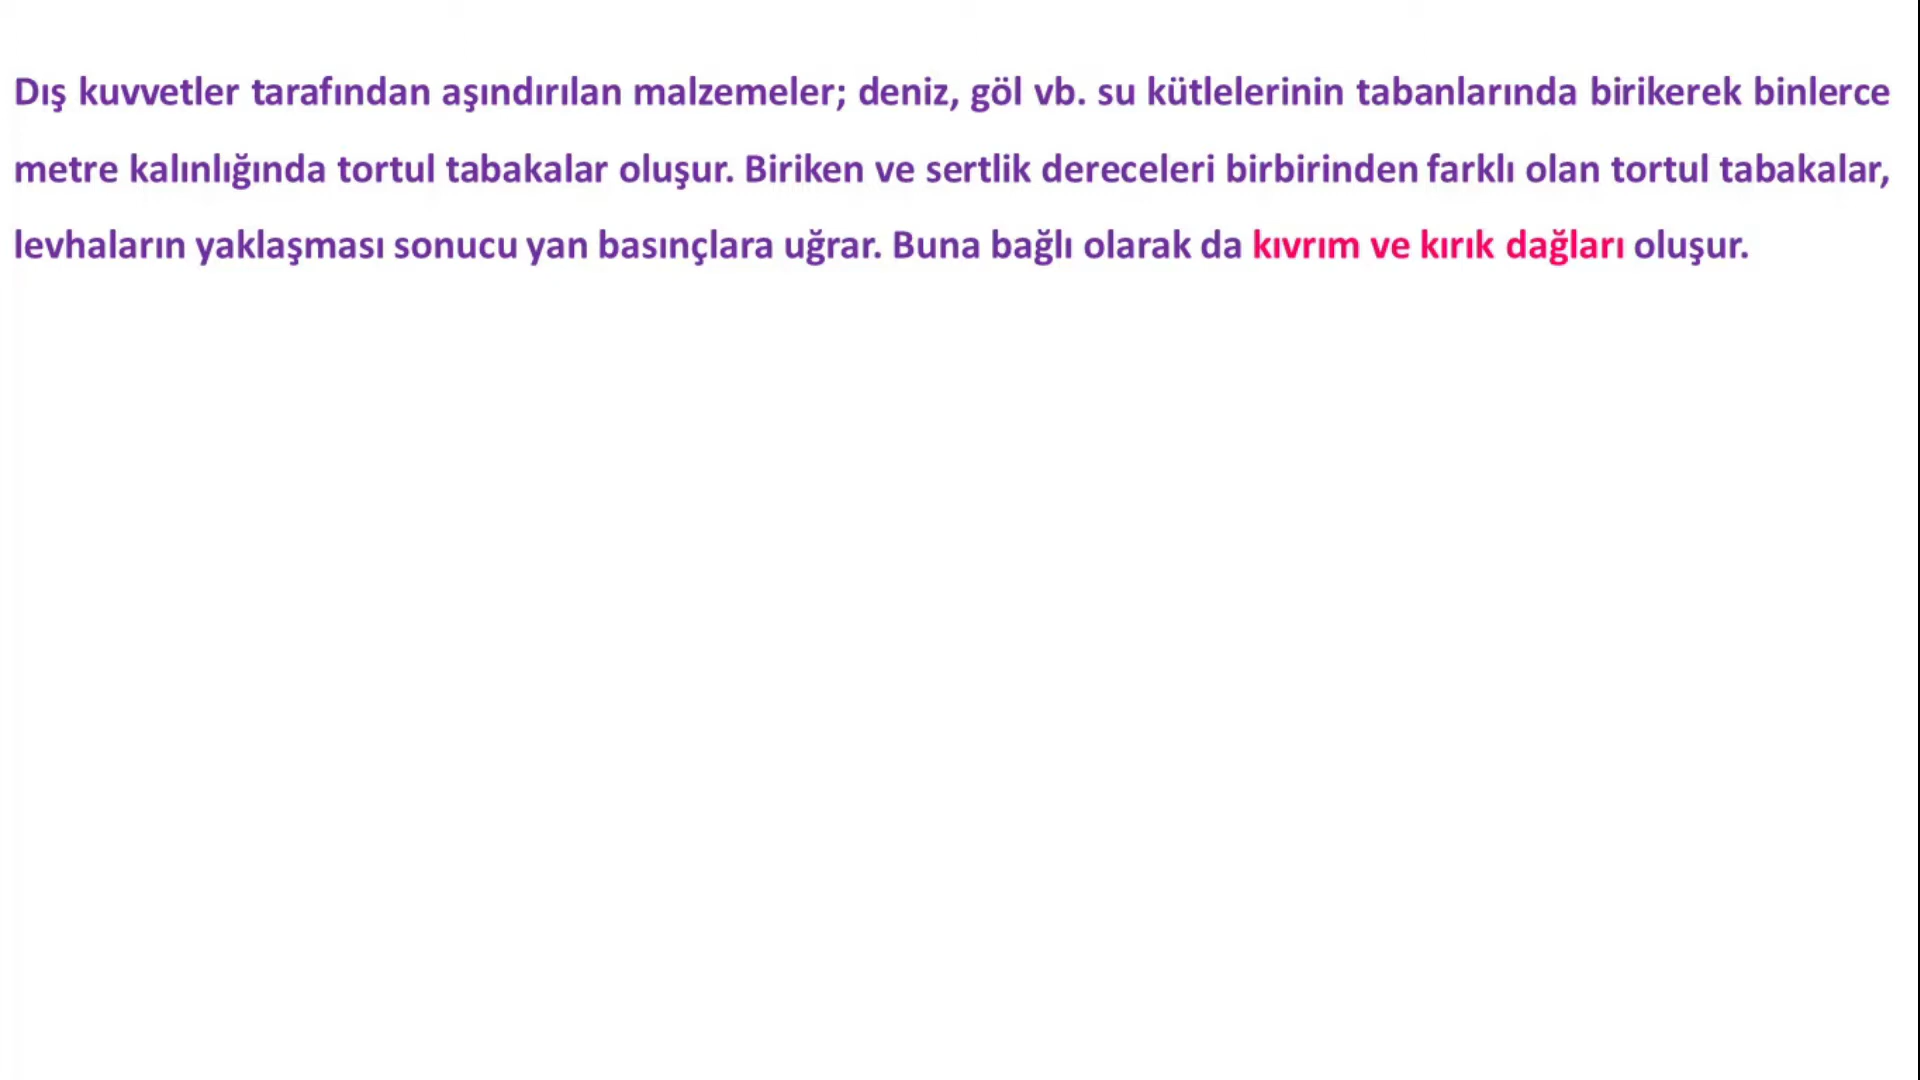 Dış kuvvetler tarafından aşındırılan malzemeler; deniz, göl vb. su kütlelerinin tabanlarında birikerek binlerce
metre kalınlığında tortul tabakalar oluşur. Biriken ve sertlik dereceleri birbirinden farklı olan tortul tabakalar,
levhaların yaklaşması sonucu yan basınçlara uğrar. Buna bağlı olarak da kıvrım ve kırık dağları oluşur.